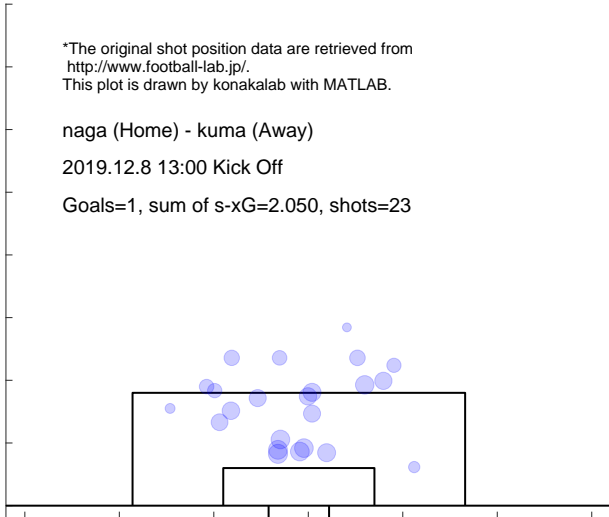 *The original shot position data are retrieved from
http://www.football-lab.jp/.
This plot is drawn by konakalab with MATLAB.
naga (Home) - kuma (Away)
2019.12.8 13:00 Kick Off
Goals=1, sum of s-xG=2.050, shots=23